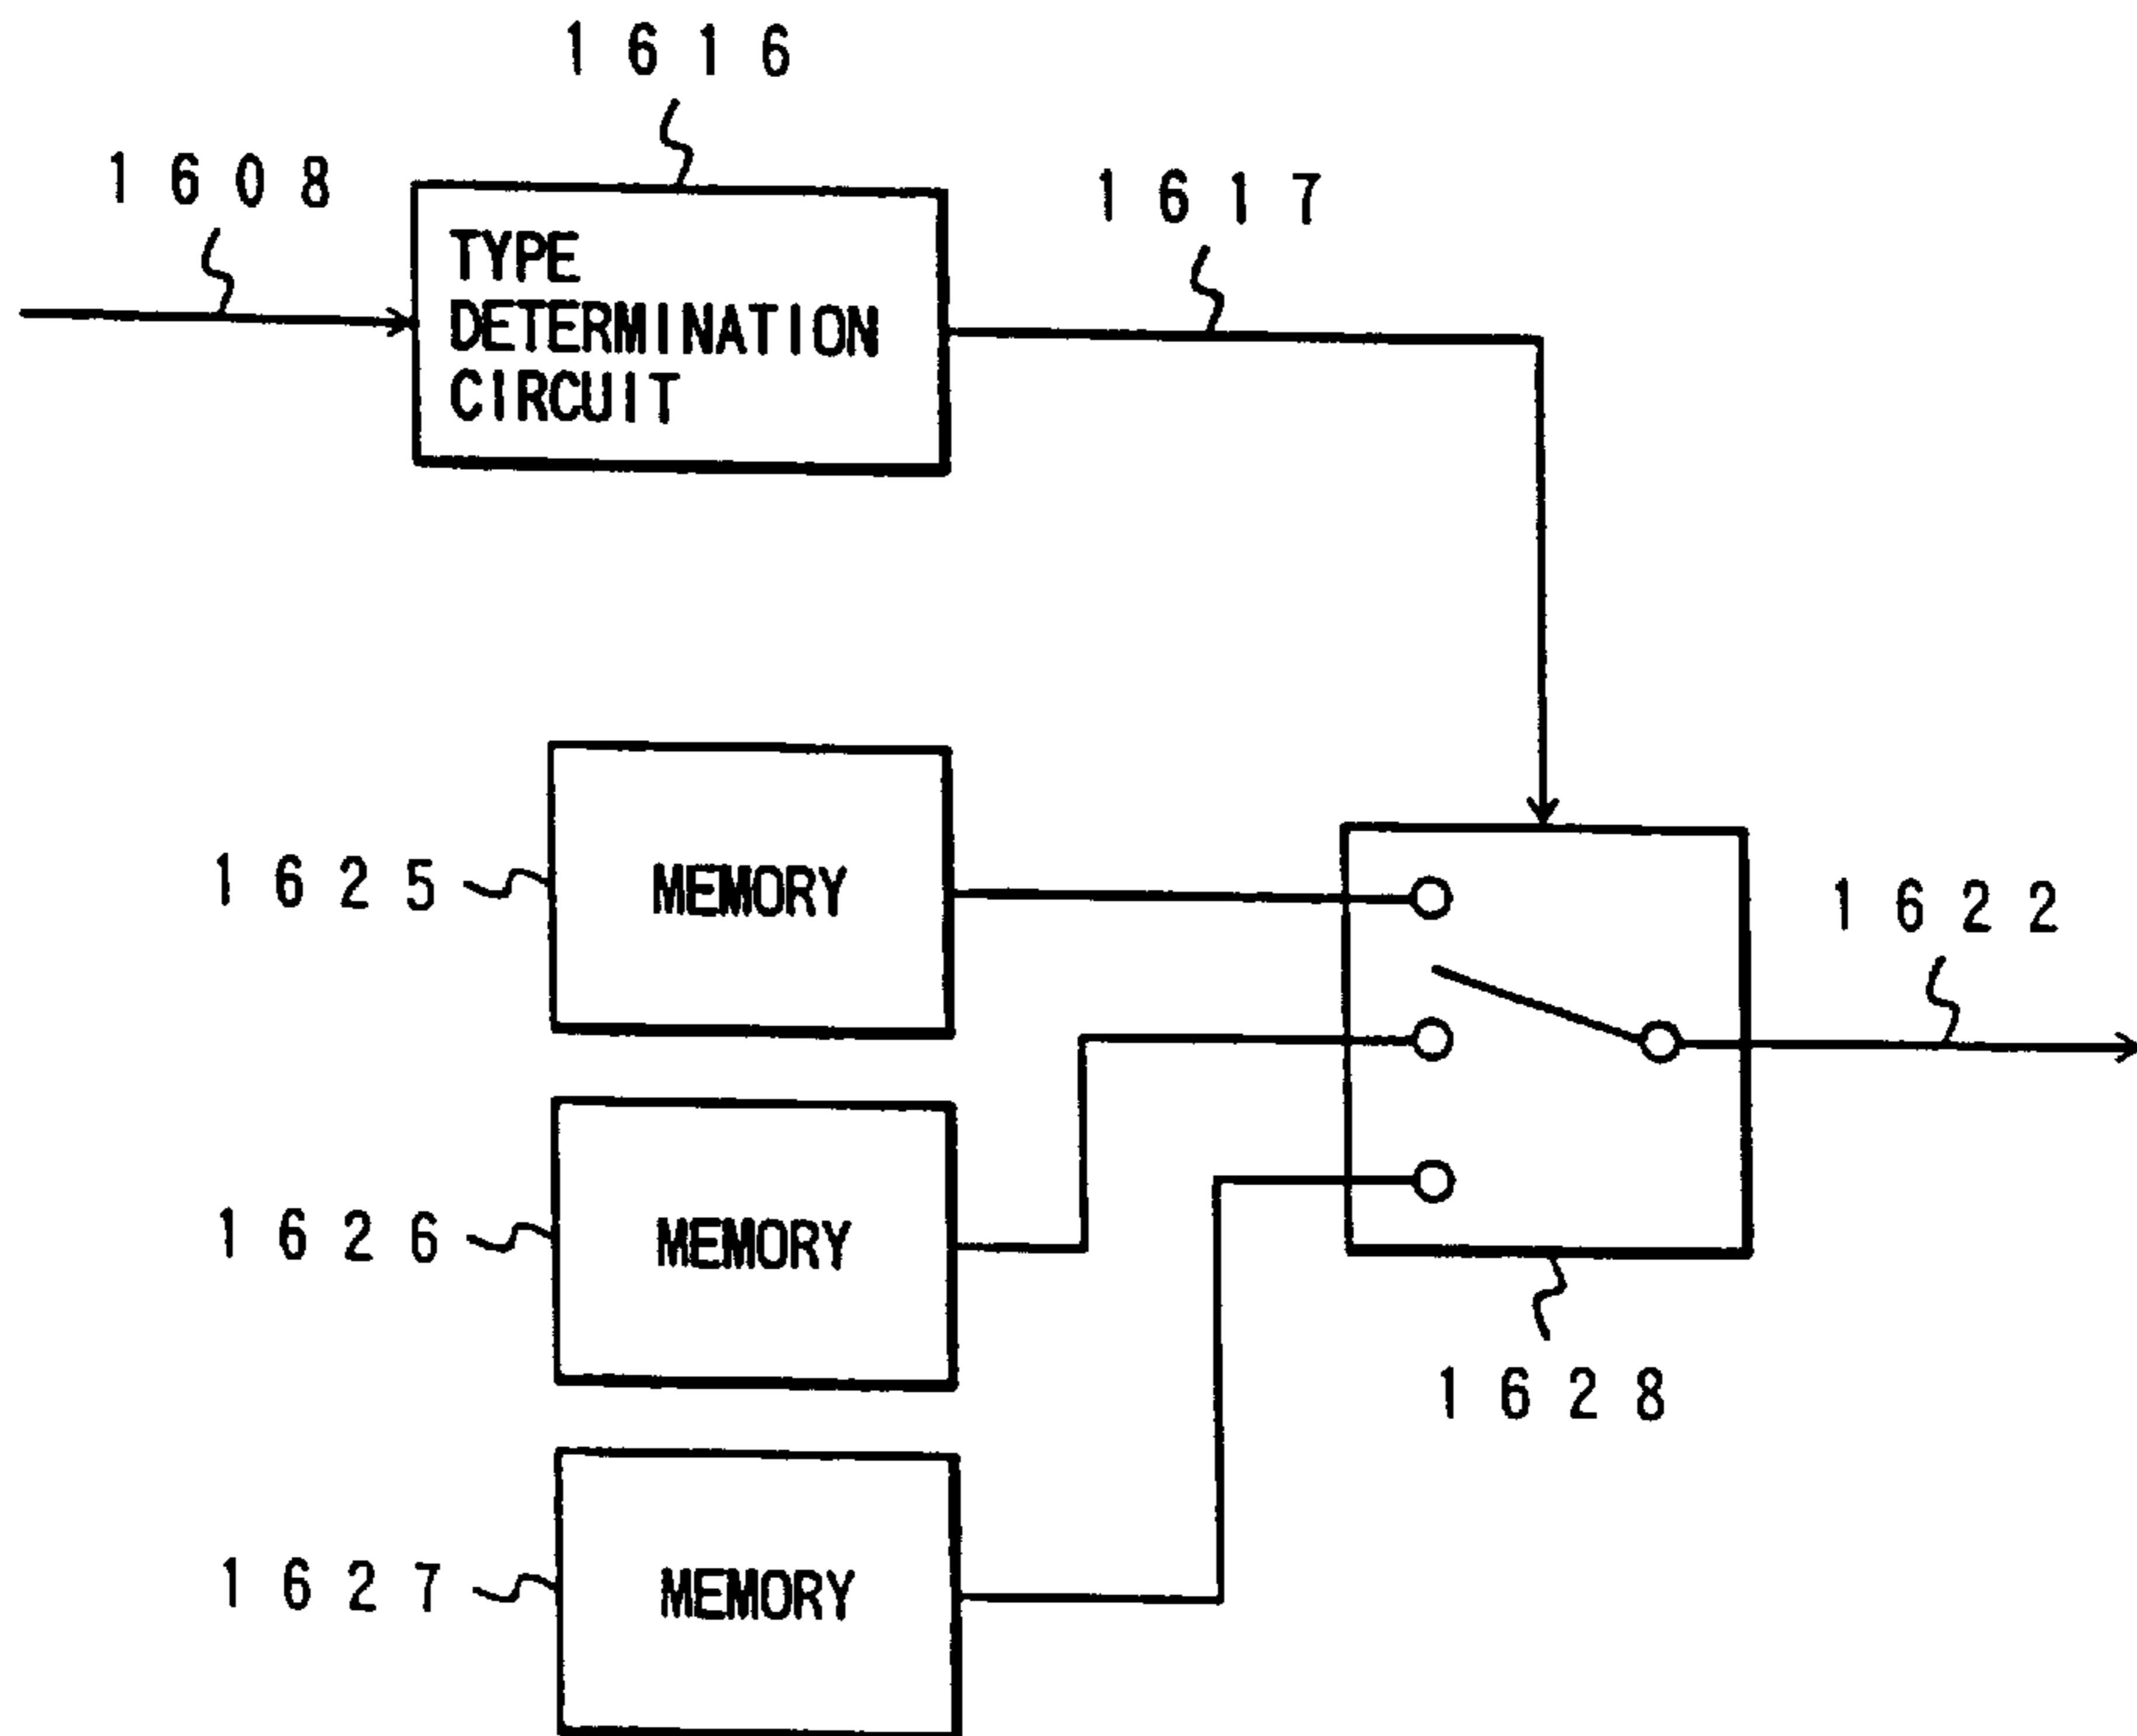 1616
1608
1617
TYPE
DETERMINATION
CIRCUIT
1625
MEMORY
1622
1626
MEMORY
1628
1627
MEMORY